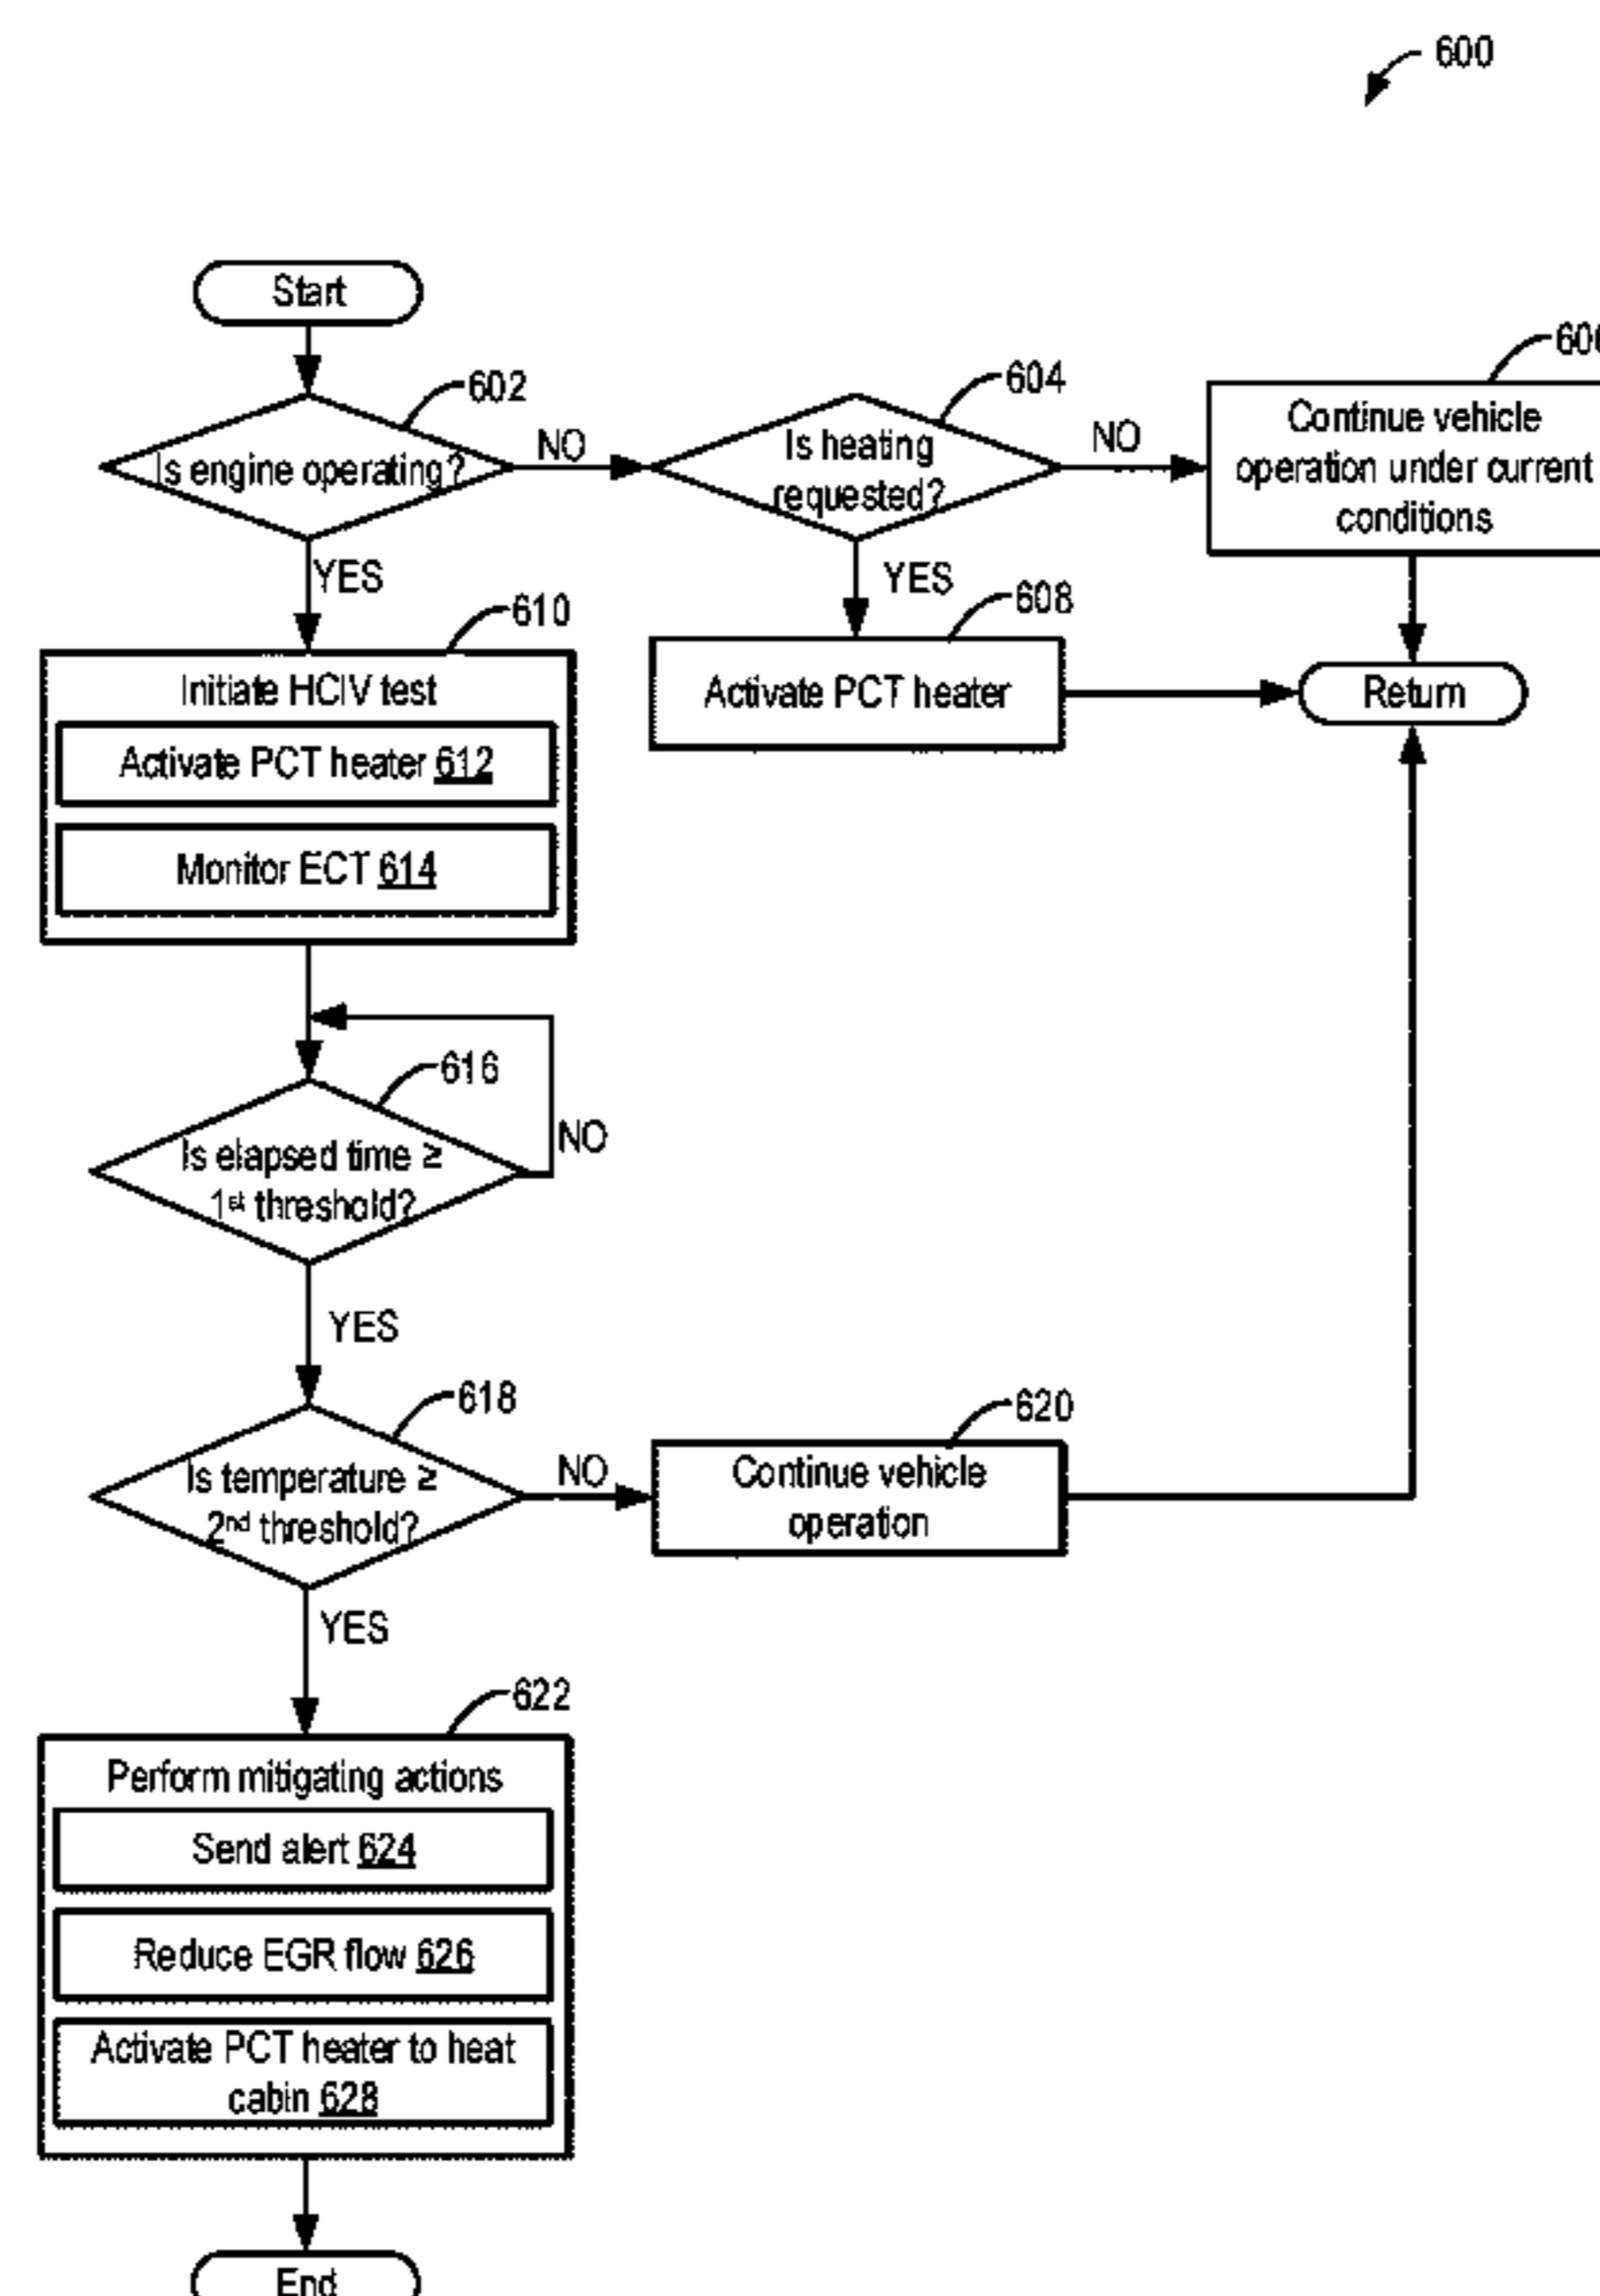 600
Start
602
Is engine operating?
NO
604
Is heating
requested?
NO
Continue vehicle
operation under current
conditions
YES
YES
610
608
Initiate HCIV test
Activate PCT heater 612
Monitor ECT 614
Activate PCT heater
Return
616
Is elapsed time ≥
1st threshold?
NO
YES
618
Is temperature ≥
2nd threshold?
NO
620
Continue vehicle
operation
YES
622
Perform mitigating actions
Send alert 624
Reduce EGR flow 626
Activate PCT heater to heat
cabin 628
End